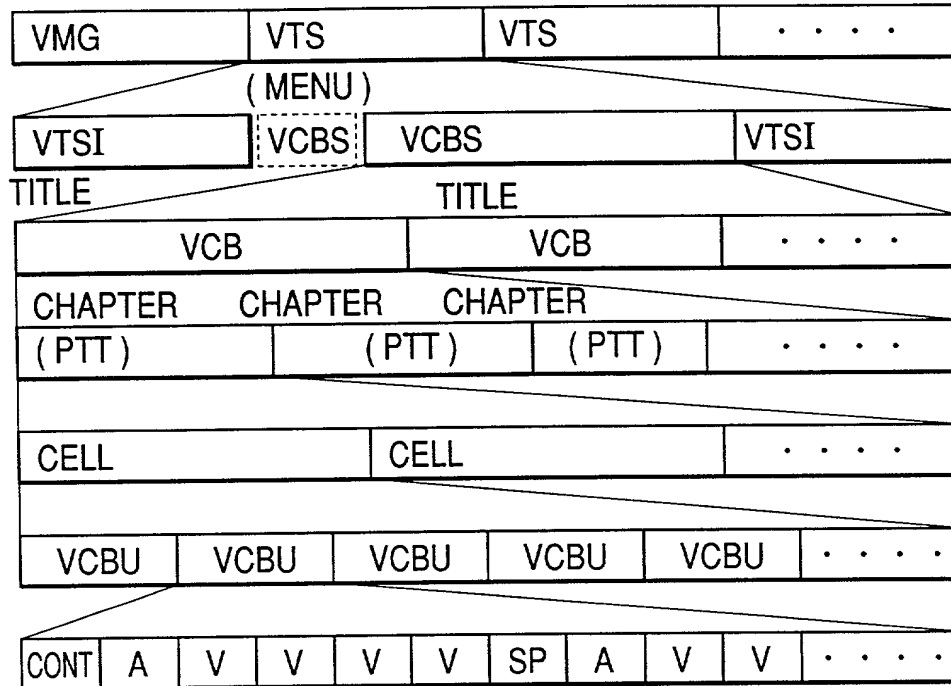 VMG VTS VTS · · · ·
( MENU )
VTSI VCBS VCBS VTSI
TITLE TITLE
VCB VCB · · · ·
CHAPTER CHAPTER CHAPTER
( PTT ) ( PTT ) ( PTT ) · · · ·
CELL CELL · · · ·
VCBU VCBU VCBU VCBU VCBU · · · ·
CONT A V V V V SP A V V · · · ·